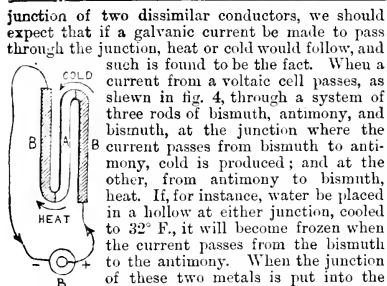 junction of two dissimilar conductors, we should
expect that if a galvanic current be made to pass
through the junction, heat or cold would follow, and
such is found to be the fact. When a
current from a voltaic cell passes, as
shewn in fig. 4, through a system of
three rods of bismuth, antimony, and
bismuth, at the junction where the
current passes from bismuth to anti-
mony, cold is produced; and at the
other, from antimony to bismuth,
heat. If, for instance, water be placed
in a hollow at either junction, cooled
to 32° F., it will become frozen when
the current passes from the bismuth
to the antimony. When the junction
of these two metals is put into the
COLD
B A B
HEAT
- +
B